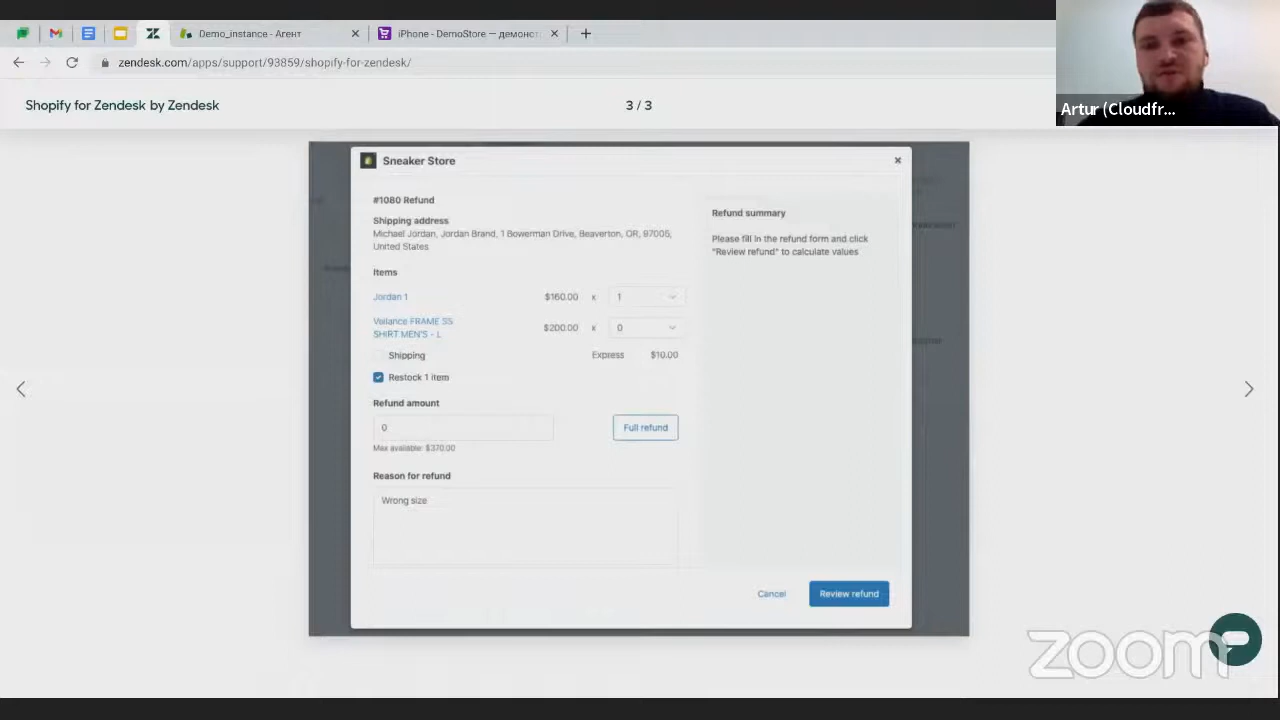 Demo_instance - Агент
iPhone - DemoStore — демонст
zendesk.com/apps/support/93859/shopify-for-zendesk/
Artur (Cloudfr...
Shopify for Zendesk by Zendesk
3 / 3
Sneaker Store
#1080 Refund
Shipping address
Michael Jordan, Jordan Brand, 1 Bowerman Drive, Beaverton, OR, 97005,
United States
Items
Jordan 1 $160.00 x 1
Valiance FRAME SS
SHIRT MEN'S - L
$200.00 x 0
Shipping Express $10.00
Restock 1 item
Refund amount
0
Full refund
Max available: $370.00
Reason for refund
Wrong size
Refund summary
Please fill in the refund form and click
"Review refund" to calculate values
Cancel
Review refund
zoom